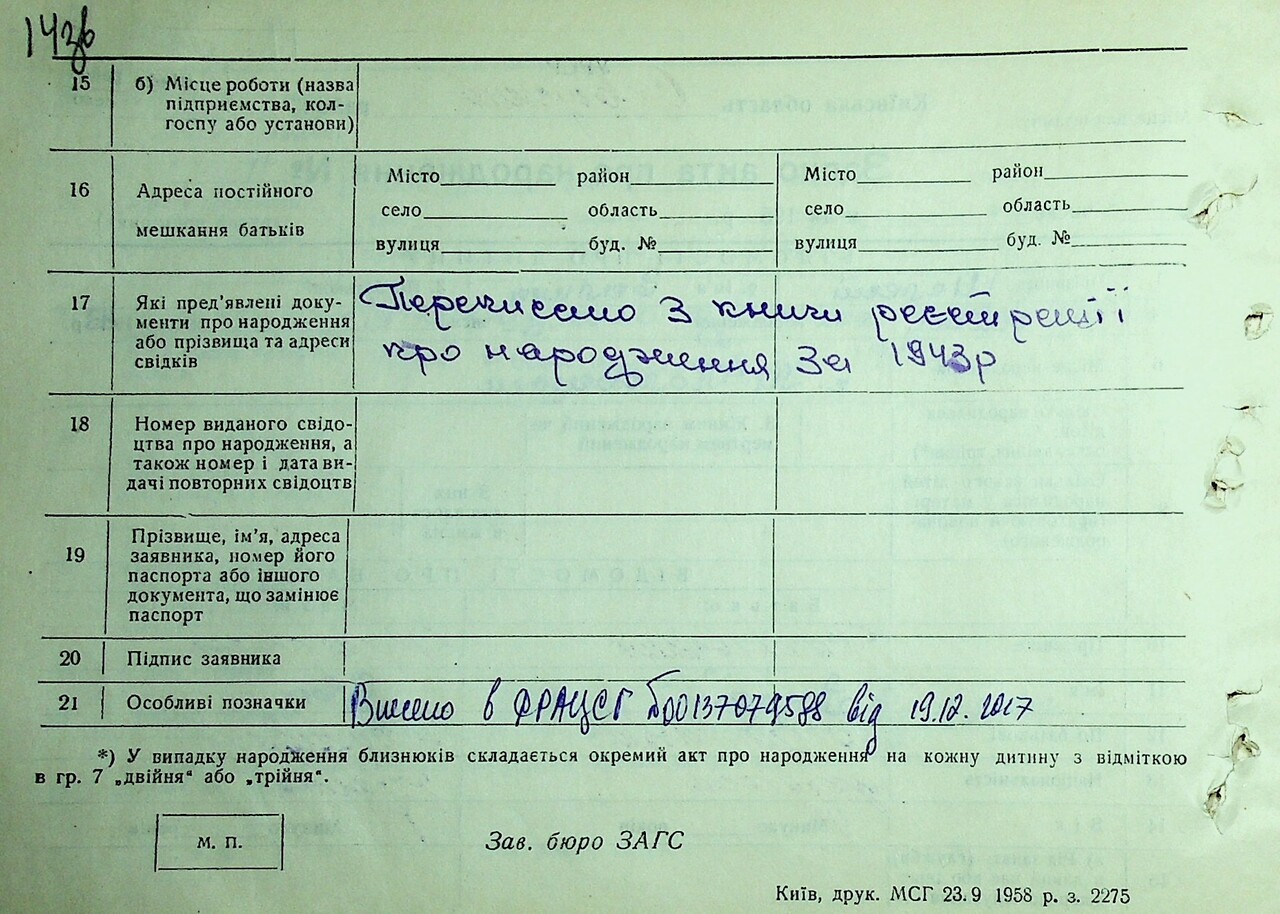 143в
15 б) Місце роботи (назва
підприємства, кол-
госпу або установи)
16 Адреса постійного
мешкання батьків
Місто район
село область
вулиця буд. №
Місто район
село область
вулиця буд. №
17 Які пред’явлені доку-
менти про народження
або прізвища та адреси
свідків
Переписано з книги реєстрації
про народження за 1943р
18 Номер виданого свідо-
цтва про народження, а
також номер і дата ви-
дачі повторних свідоцтв
19 Прізвище, ім’я, адреса
заявника, номер його
паспорта або іншого
документа, що замінює
паспорт
20 Підпис заявника
21 Особливі позначки
Внесено в ДРАЦСГ 00137079588 від 19.12.2017
*) У випадку народження близнюків складається окремий акт про народження на кожну дитину з відміткою
в гр. 7 „двійня“ або „трійня“.
м. п.
Зав. бюро ЗАГС
Київ, друк. МСГ 23.9 1958 р. з. 2275